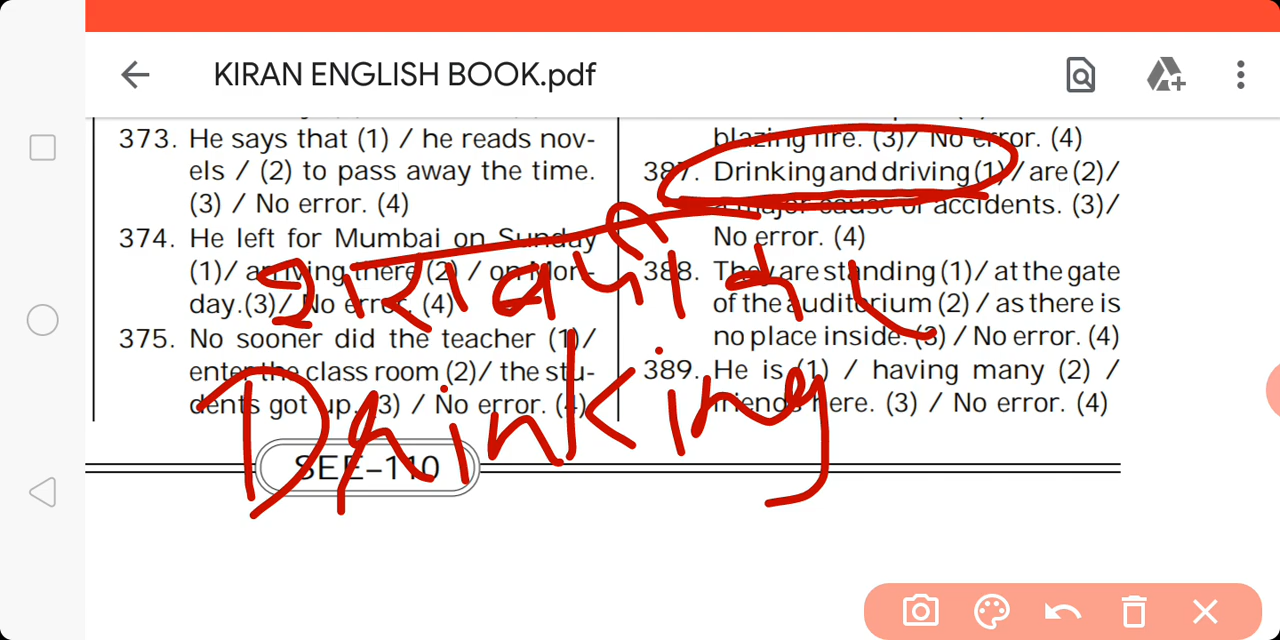 KIRAN ENGLISH BOOK.pdf
373. He says that (1) / he reads nov-
els / (2) to pass away the time.
(3) / No error. (4)
374. He left for Mumbai on Sunday
(1)/ arriving there (2) / on Mon-
day.(3)/ No error. (4)
375. No sooner did the teacher (1)/
enter the class room (2)/ the stu-
dents got up. (3) / No error. (4)
blazing fire. (3)/ No error. (4)
387. Drinking and driving (1) / are (2)/
a major cause of accidents. (3)/
No error. (4)
388. They are standing (1)/ at the gate
of the auditorium (2) / as there is
no place inside. (3) / No error. (4)
389. He is (1) / having many (2) /
friends here. (3) / No error. (4)
Drinking
SEE–110